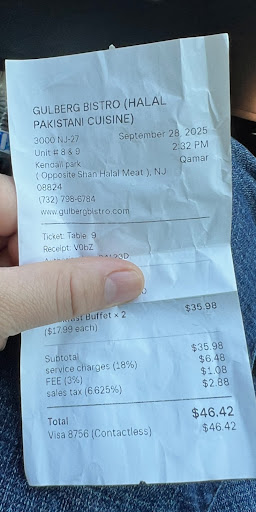 GULBERG BISTRO (HALAL
PAKISTANI CUISINE)
3000 NJ-27
September 28, 2025
Unit # 8 & 9
2:32 PM
Kendall park
Qamar
( Opposite Shan Halal Meat ), NJ
08824
(732) 798-6784
www.gulbergbistro.com
Ticket: Table 9
Receipt: V0bZ
Buffet × 2
$35.98
($17.99 each)
Subtotal
$35.98
service charges (18%)
$6.48
FEE (3%)
$1.08
sales tax (6.625%)
$2.88
Total
$46.42
Visa 8756 (Contactless)
$46.42